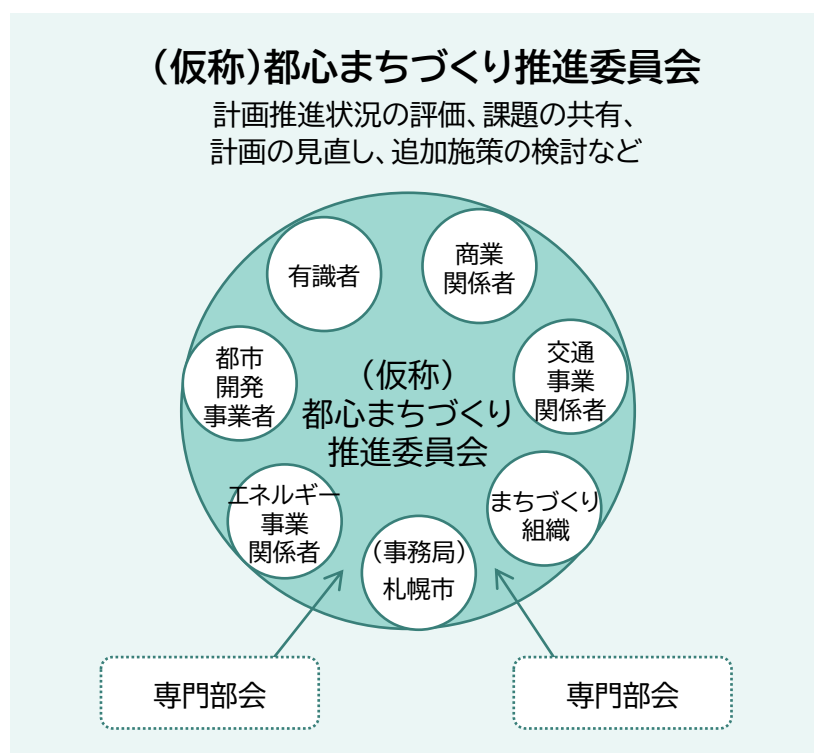 （仮称）都心まちづくり推進委員会
計画推進状況の評価、課題の共有、
計画の見直し、追加施策の検討など
有識者
商業
関係者
都市
開発
事業者
（仮称）
都心まちづくり
推進委員会
交通
事業
関係者
エネルギー
事業
関係者
（事務局）
札幌市
まちづくり
組織
専門部会
専門部会